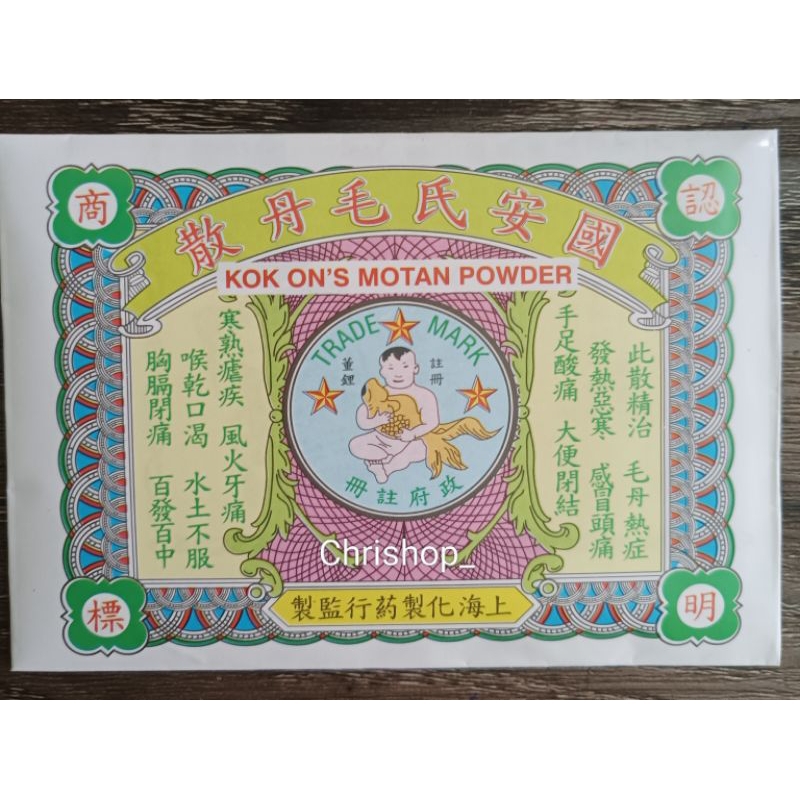 認明商標
國安氏毛丹散
KOK ON'S MOTAN POWDER
此散精治 毛丹熱症
發熱惡寒 感冒頭痛
手足酸痛 大便閉結
TRADE MARK
註冊
董鋰
政府註冊
寒熱瘧疾 風火牙痛
喉乾口渴 水土不服
胸膈閉痛 百發百中
Chrishop_
上海化製葯行監製